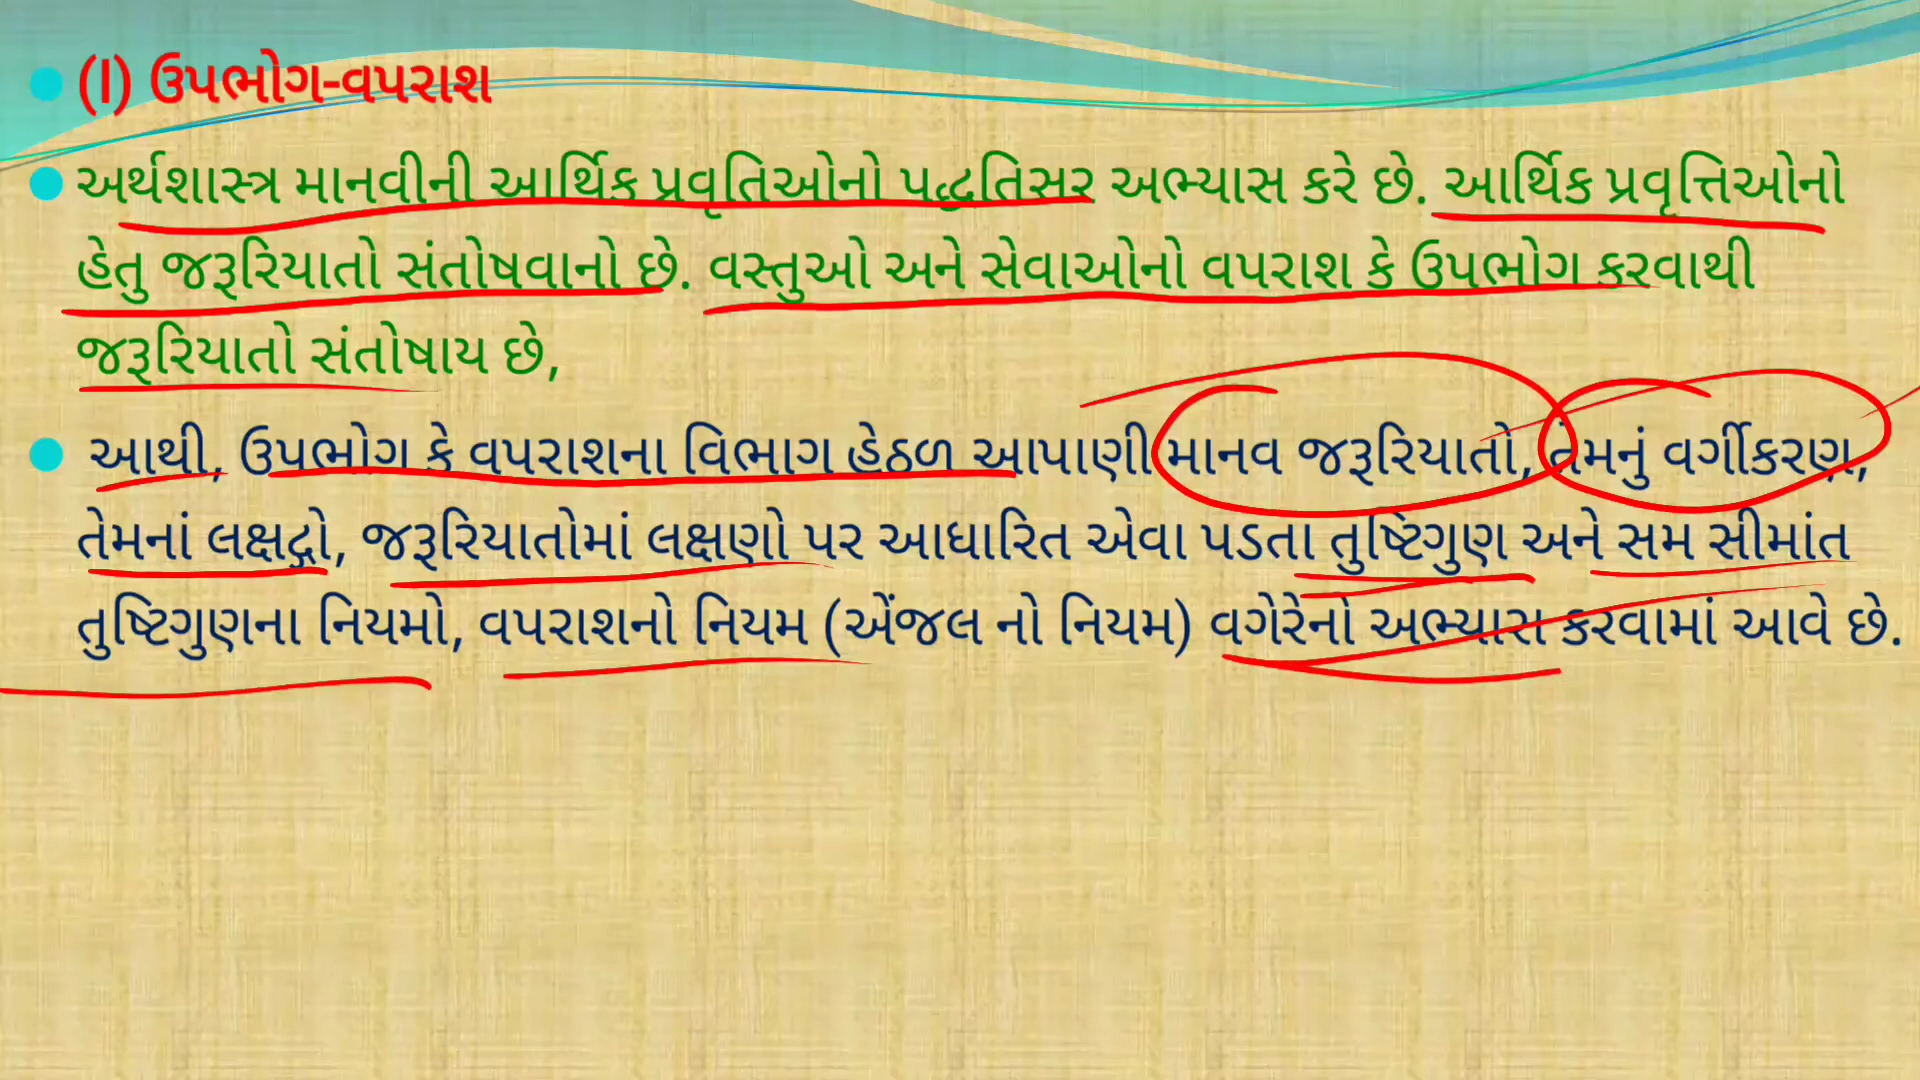 (I) ઉપભોગ-વપરાશ
અર્થશાસ્ત્ર માનવીની આર્થિક પ્રવૃતિઓનો પદ્ધતિસર અભ્યાસ કરે છે. આર્થિક પ્રવૃત્તિઓનો
હેતુ જરૂરિયાતો સંતોષવાનો છે. વસ્તુઓ અને સેવાઓનો વપરાશ કે ઉપભોગ કરવાથી
જરૂરિયાતો સંતોષાય છે,
આથી, ઉપભોગ કે વપરાશના વિભાગ હેઠળ આપાણી માનવ જરૂરિયાતો, તેમનું વર્ગીકરણ,
તેમનાં લક્ષદ્ગો, જરૂરિયાતોમાં લક્ષણો પર આધારિત એવા પડતા તુષ્ટિગુણ અને સમ સીમાંત
તુષ્ટિગુણના નિયમો, વપરાશનો નિયમ (એંજલ નો નિયમ) વગેરેનો અભ્યાસ કરવામાં આવે છે.